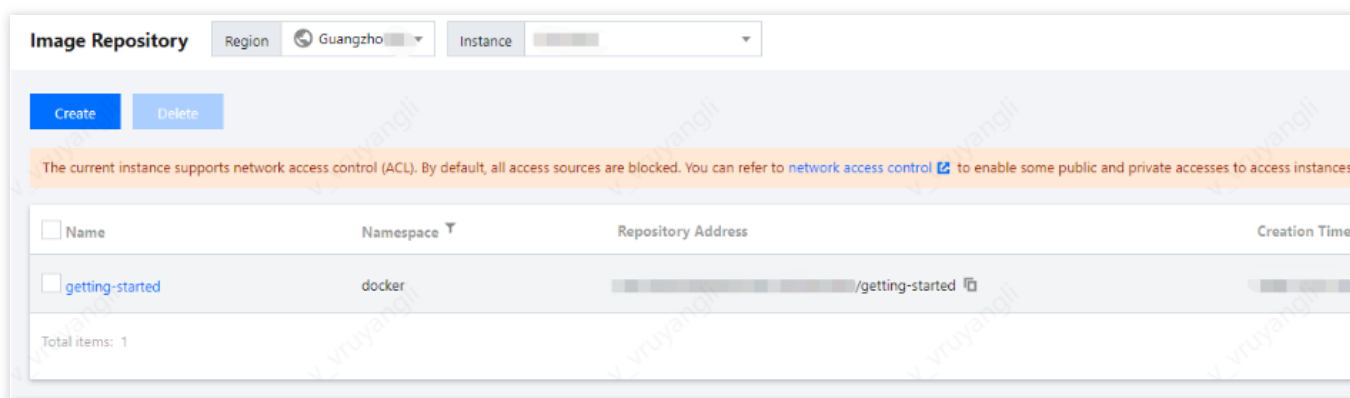 Image Repository Region Guangzho Instance
Create Delete
The current instance supports network access control (ACL). By default, all access sources are blocked. You can refer to network access control to enable some public and private accesses to access instances
Name Namespace Repository Address Creation Time
getting-started docker /getting-started
Total items: 1
v_vruyangli